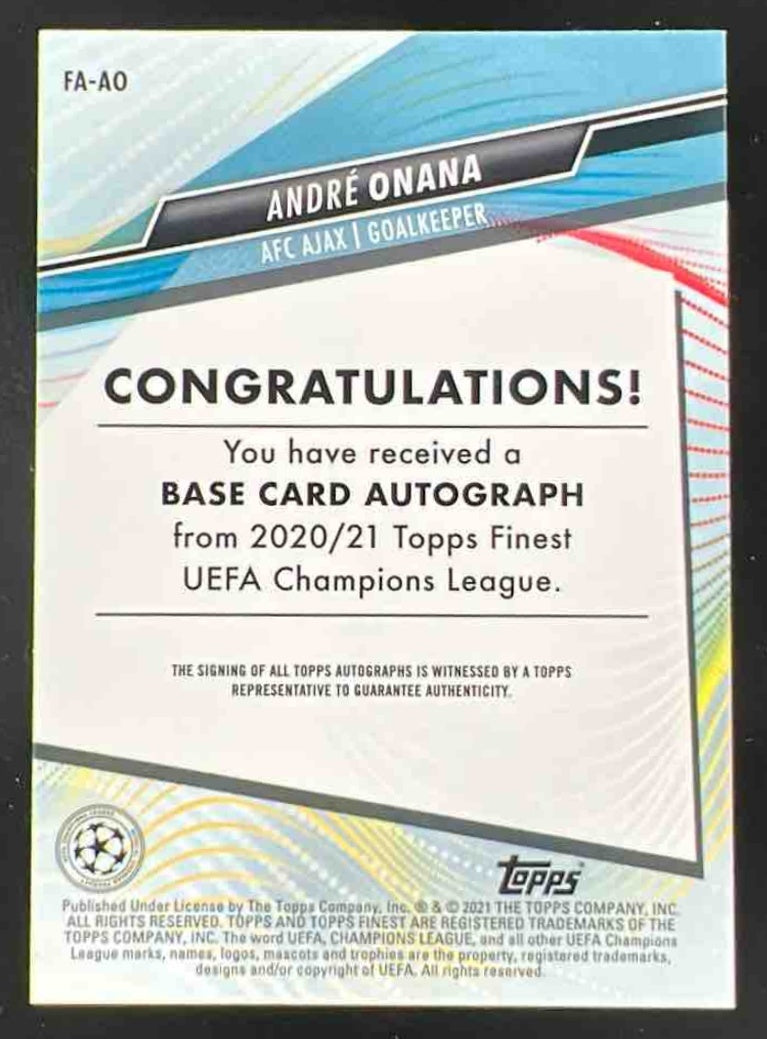 FA-AO
ANDRÉ ONANA
AFC AJAX | GOALKEEPER
CONGRATULATIONS!
You have received a
BASE CARD AUTOGRAPH
from 2020/21 Topps Finest
UEFA Champions League.
THE SIGNING OF ALL TOPPS AUTOGRAPHS IS WITNESSED BY A TOPPS
REPRESENTATIVE TO GUARANTEE AUTHENTICITY.
topps®
Published Under License by The Topps Company, Inc. ® & © 2021 THE TOPPS COMPANY, INC.
ALL RIGHTS RESERVED. TOPPS AND TOPPS FINEST ARE REGISTERED TRADEMARKS OF THE
TOPPS COMPANY, INC. The word UEFA, CHAMPIONS LEAGUE, and all other UEFA Champions
League marks, names, logos, mascots and trophies are the property, registered trademarks,
designs and/or copyright of UEFA. All rights reserved.